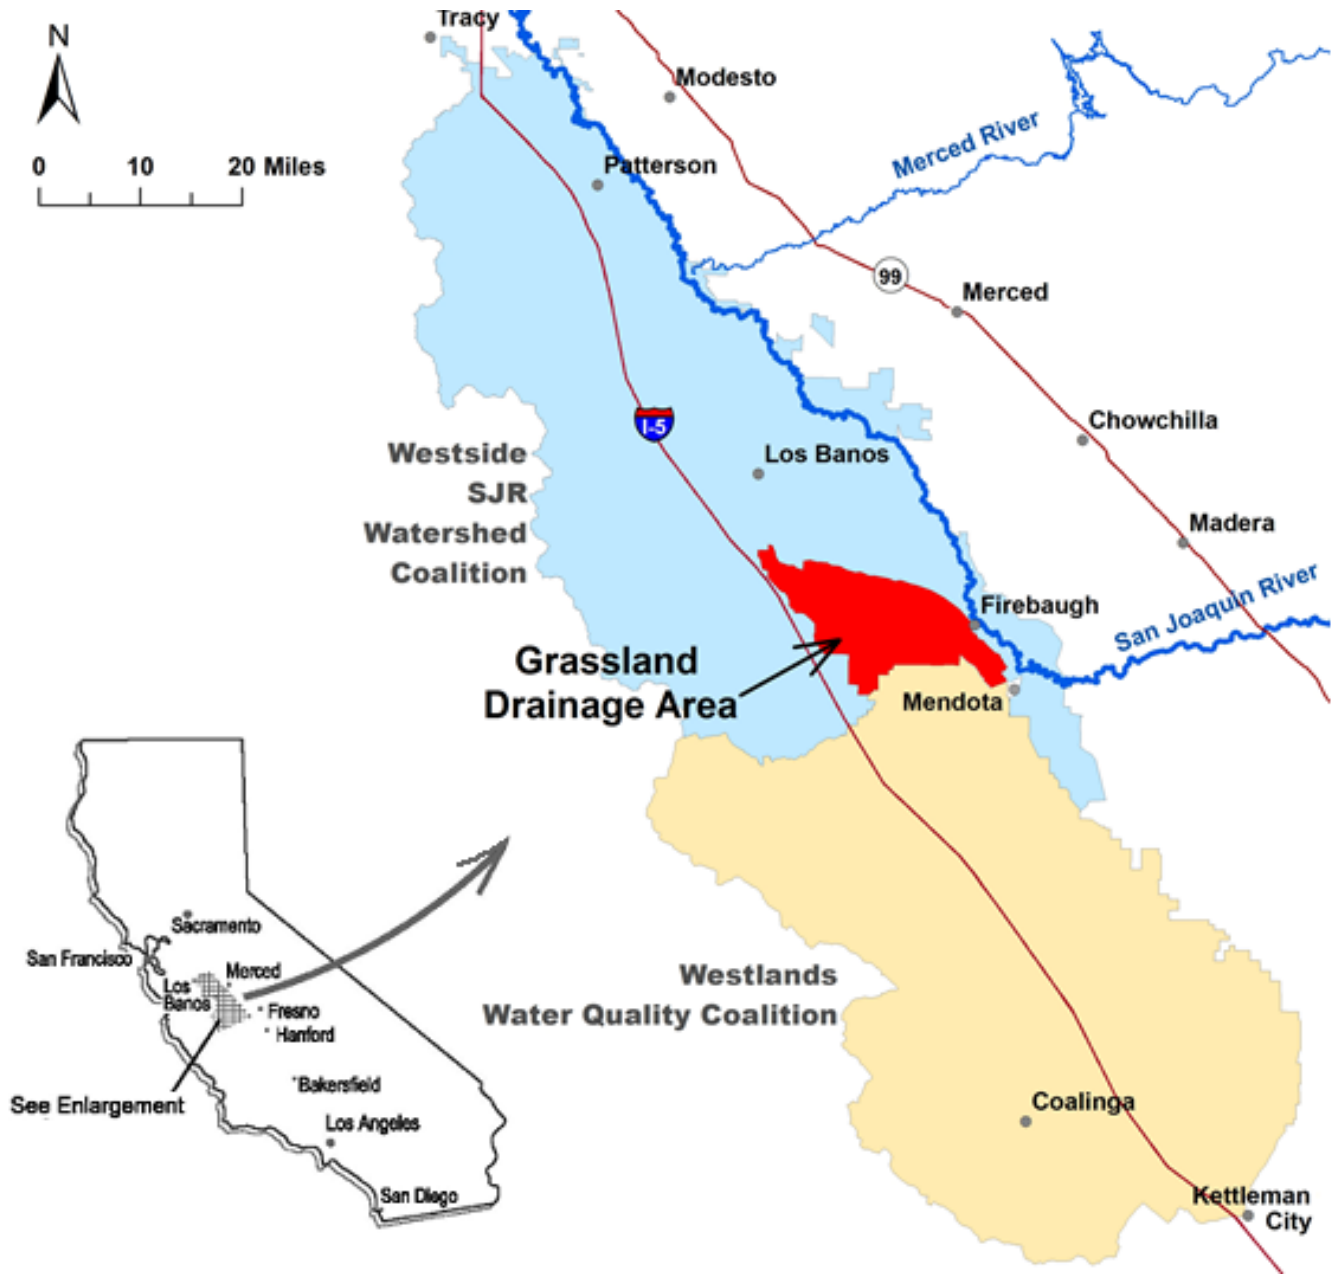 Tracy
N
Modesto
0 10 20 Miles
Merced River
Patterson
99
Merced
I-5
Chowchilla
Westside
SJR
Watershed
Coalition
Los Banos
Madera
Firebaugh
San Joaquin River
Grassland
Drainage Area
Mendota
Sacramento
San Francisco
Merced
Los
Banos
Fresno
Hanford
Bakersfield
See Enlargement
Los Angeles
San Diego
Westlands
Water Quality Coalition
Coalinga
Kettleman
City